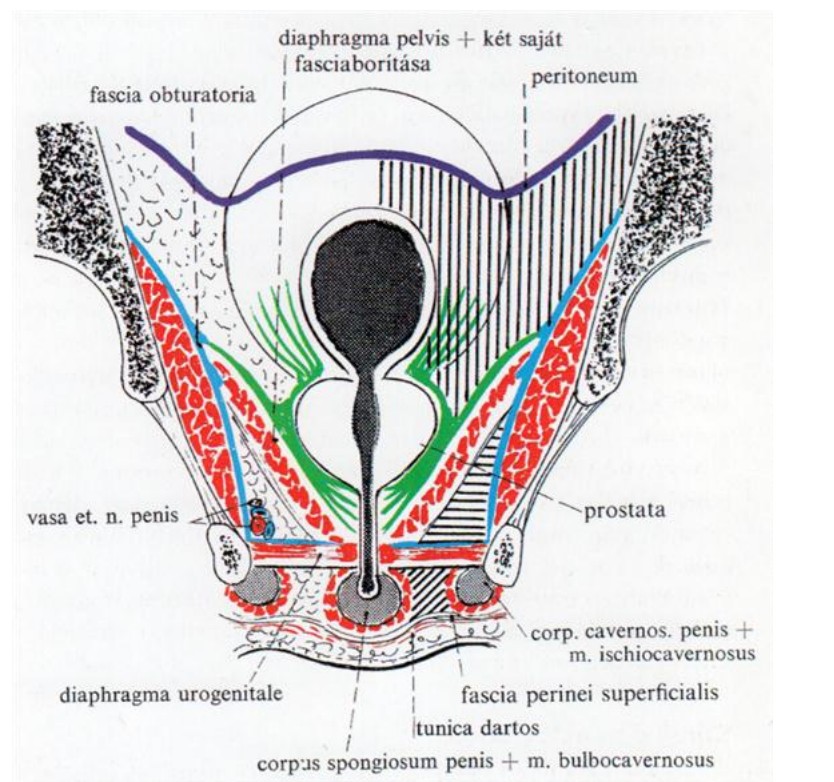 diaphragma pelvis + két saját
fasciaborítása
peritoneum
fascia obturatoria
vasa et. n. penis
prostata
corp. cavernos. penis +
m. ischiocavernosus
diaphragma urogenitale
fascia perinei superficialis
tunica dartos
corpus spongiosum penis + m. bulbocavernosus